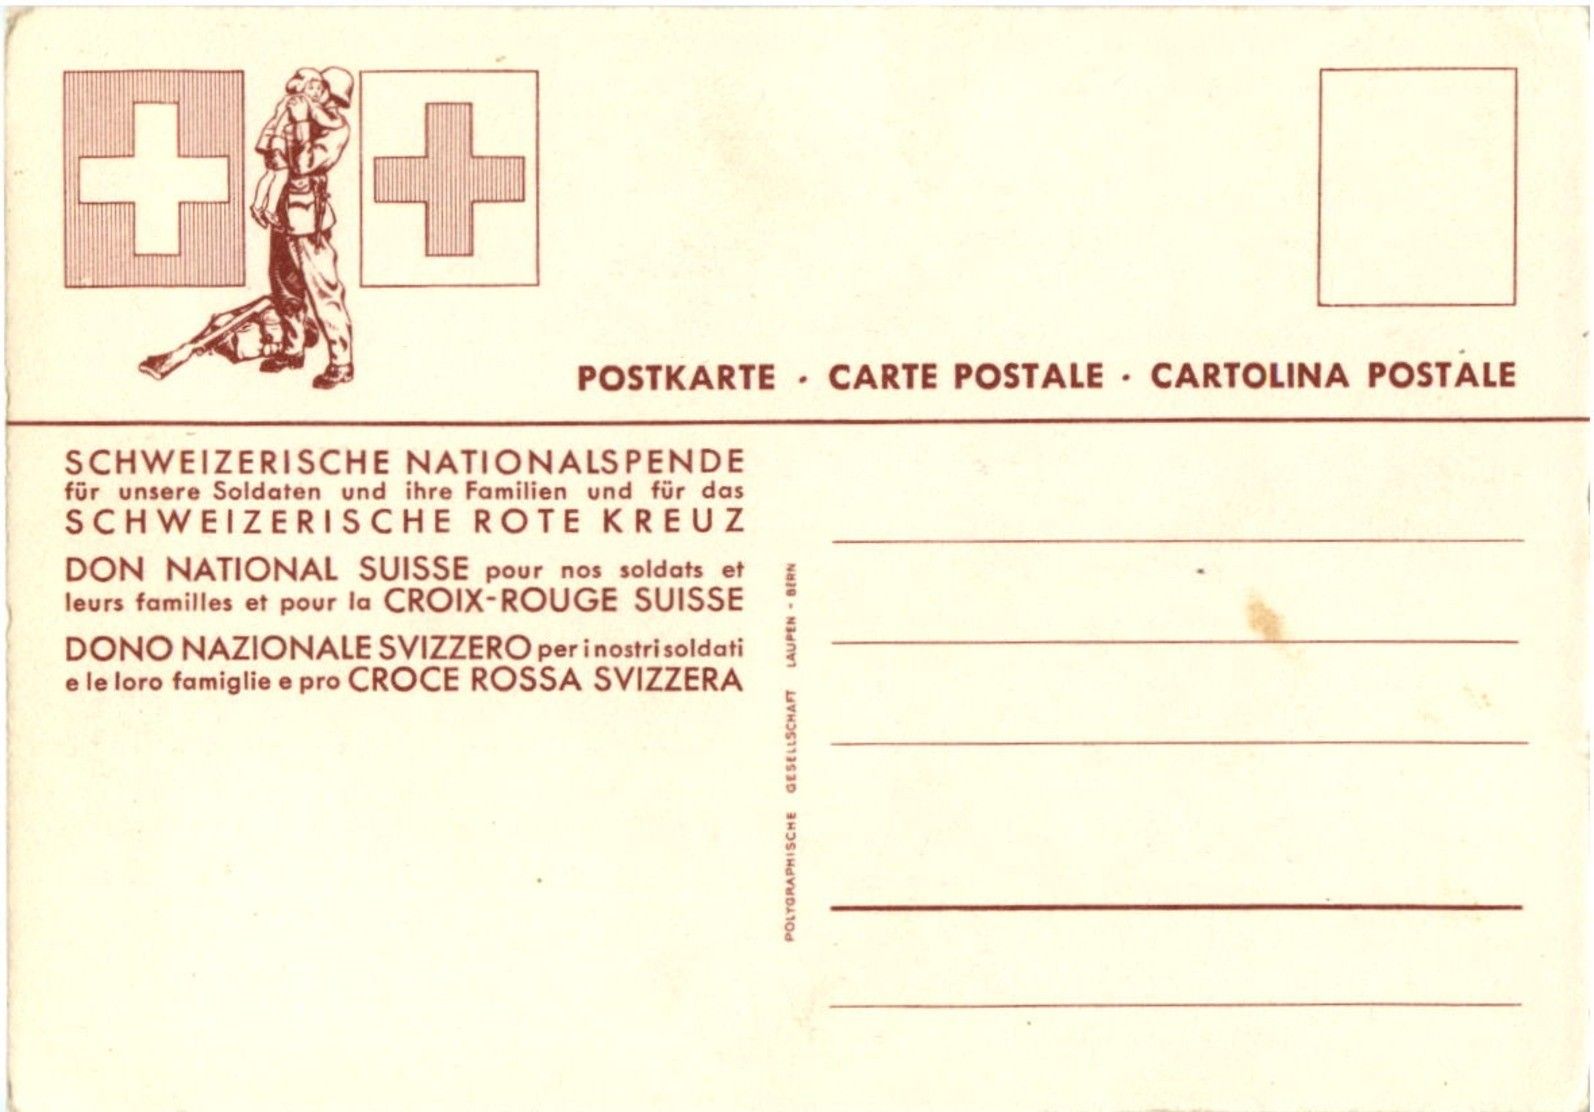 POSTKARTE · CARTE POSTALE · CARTOLINA POSTALE
SCHWEIZERISCHE NATIONALSPENDE
für unsere Soldaten und ihre Familien und für das
SCHWEIZERISCHE ROTE KREUZ
DON NATIONAL SUISSE pour nos soldats et
leurs familles et pour la CROIX-ROUGE SUISSE
DONO NAZIONALE SVIZZERO per i nostri soldati
e le loro famiglie e pro CROCE ROSSA SVIZZERA
POLYGRAPHISCHE GESELLSCHAFT LAUPEN - BERN